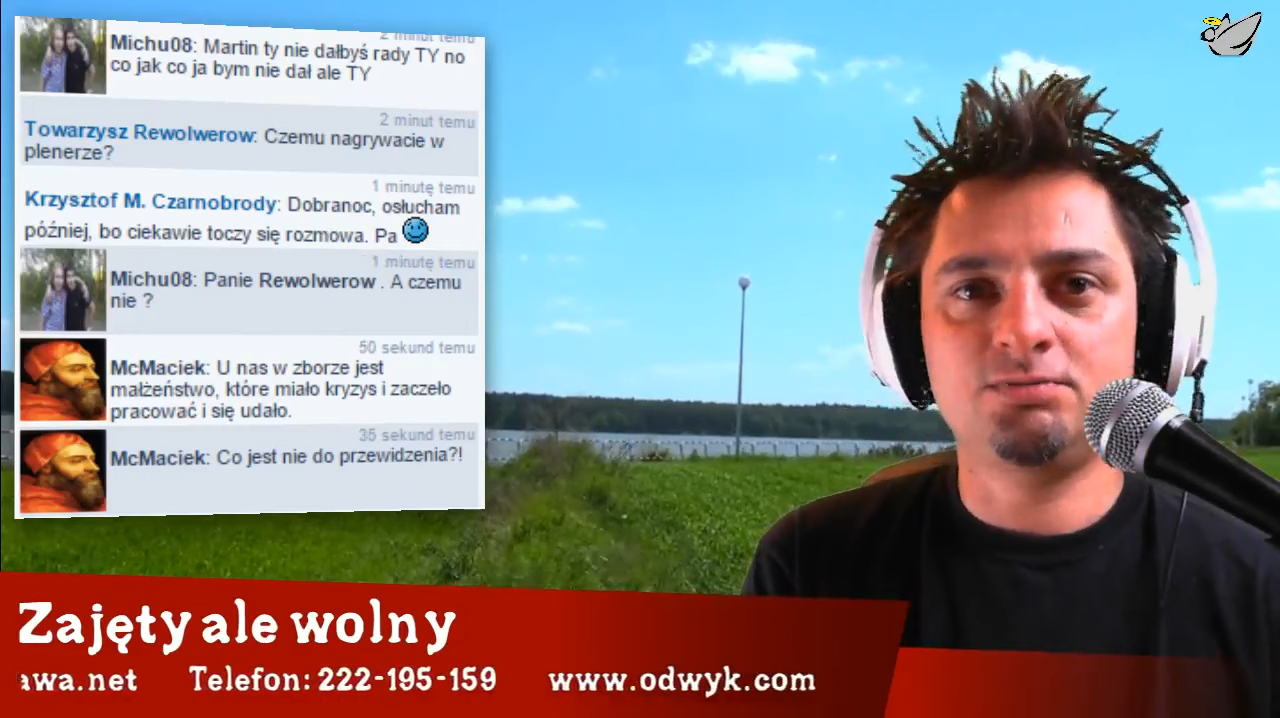 2 minut temu
Michu08: Martin ty nie dałbyś rady TY no
co jak co ja bym nie dał ale TY
2 minut temu
Towarzysz Rewolwerow: Czemu nagrywacie w
plenerze?
1 minutę temu
Krzysztof M. Czarnobrody: Dobranoc, osłucham
później, bo ciekawie toczy się rozmowa. Pa
1 minutę temu
Michu08: Panie Rewolwerow . A czemu
nie ?
50 sekund temu
McMaciek: U nas w zborze jest
małżeństwo, które miało kryzys i zaczeło
pracować i się udało.
35 sekund temu
McMaciek: Co jest nie do przewidzenia?!
Zajęty ale wolny
awa.net Telefon: 222-195-159 www.odwyk.com